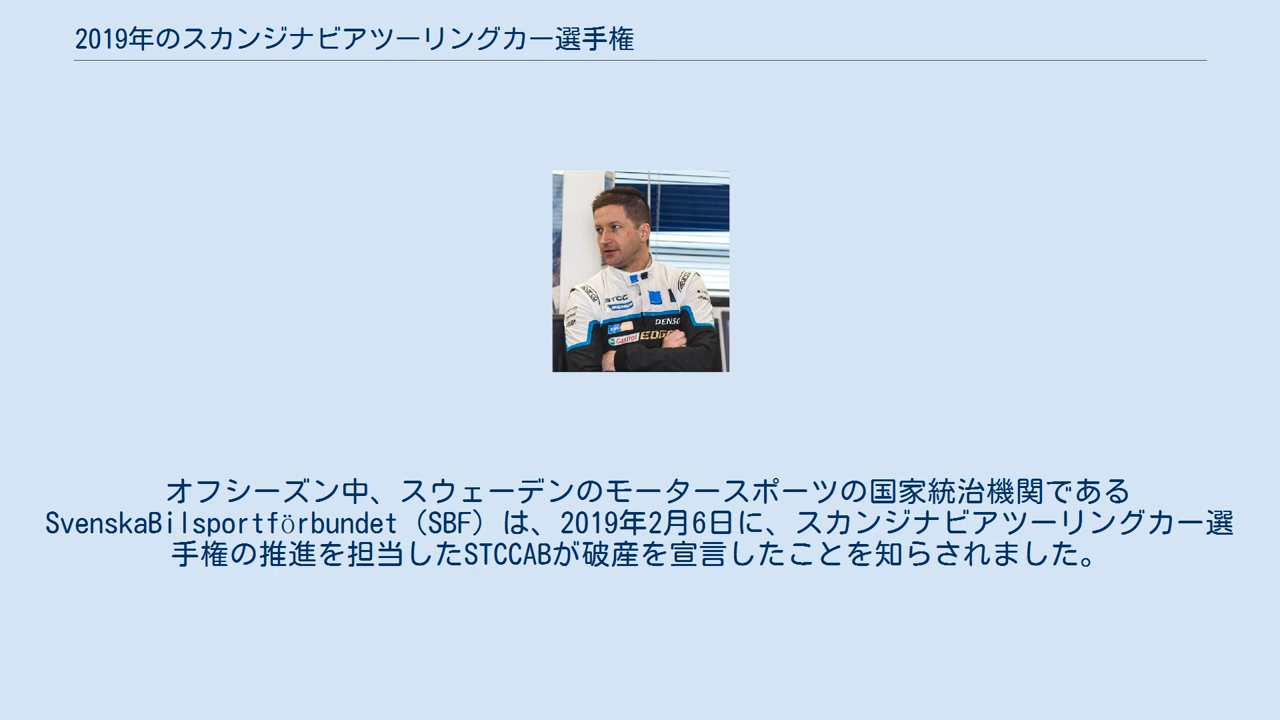 2019年のスカンジナビアツーリングカー選手権
STCC
DENSO
Castrol EDGE
オフシーズン中、スウェーデンのモータースポーツの国家統治機関である
SvenskaBilsportförbundet（SBF）は、2019年2月6日に、スカンジナビアツーリングカー選
手権の推進を担当したSTCCABが破産を宣言したことを知らされました。